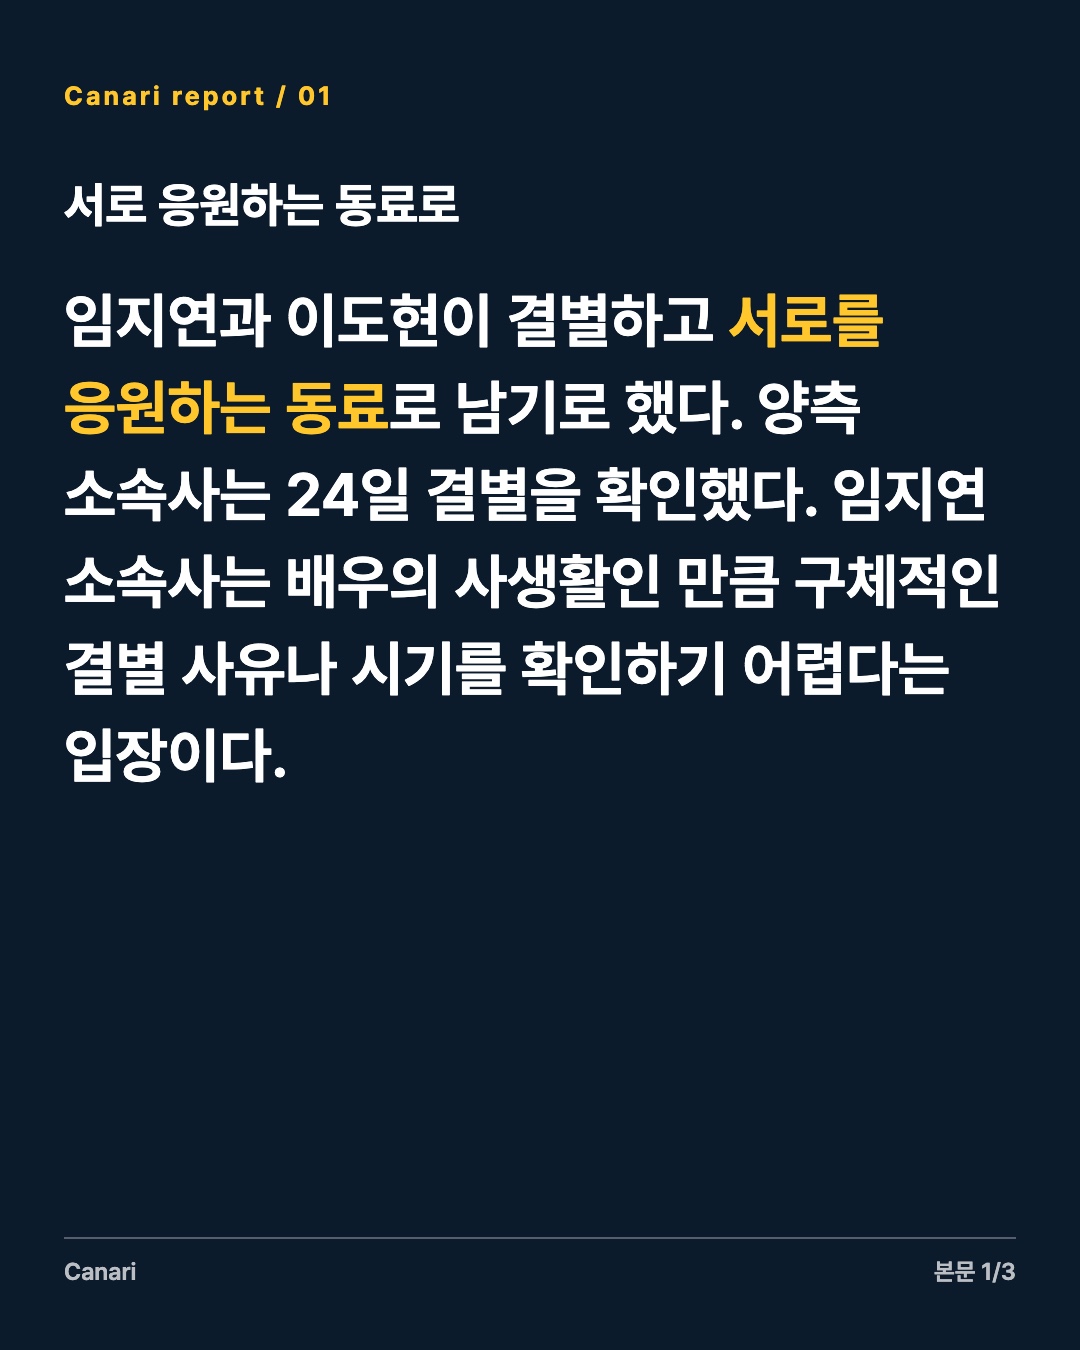 Canari report / 01
서로 응원하는 동료로
임지연과 이도현이 결별하고 서로를
응원하는 동료로 남기로 했다. 양측
소속사는 24일 결별을 확인했다. 임지연
소속사는 배우의 사생활인 만큼 구체적인
결별 사유나 시기를 확인하기 어렵다는
입장이다.
Canari
본문 1/3